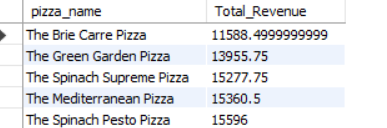 pizza_name Total_Revenue
The Brie Carre Pizza 11588.4999999999
The Green Garden Pizza 13955.75
The Spinach Supreme Pizza 15277.75
The Mediterranean Pizza 15360.5
The Spinach Pesto Pizza 15596